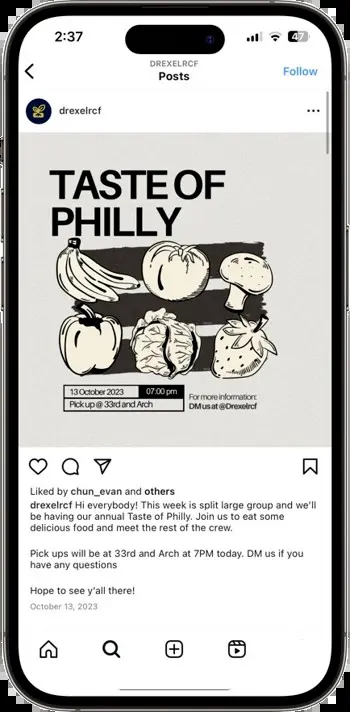 2:37
47
DREXELRCF
Posts
Follow
drexelrcf
TASTE OF
PHILLY
13 October 2023
07:00 pm
Pick up @ 33rd and Arch
For more information:
DM us at @Drexelrcf
Liked by chun_evan and others
drexelrcf Hi everybody! This week is split large group and we'll
be having our annual Taste of Philly. Join us to eat some
delicious food and meet the rest of the crew.
Pick ups will be at 33rd and Arch at 7PM today. DM us if you
have any questions
Hope to see y'all there!
October 13, 2023